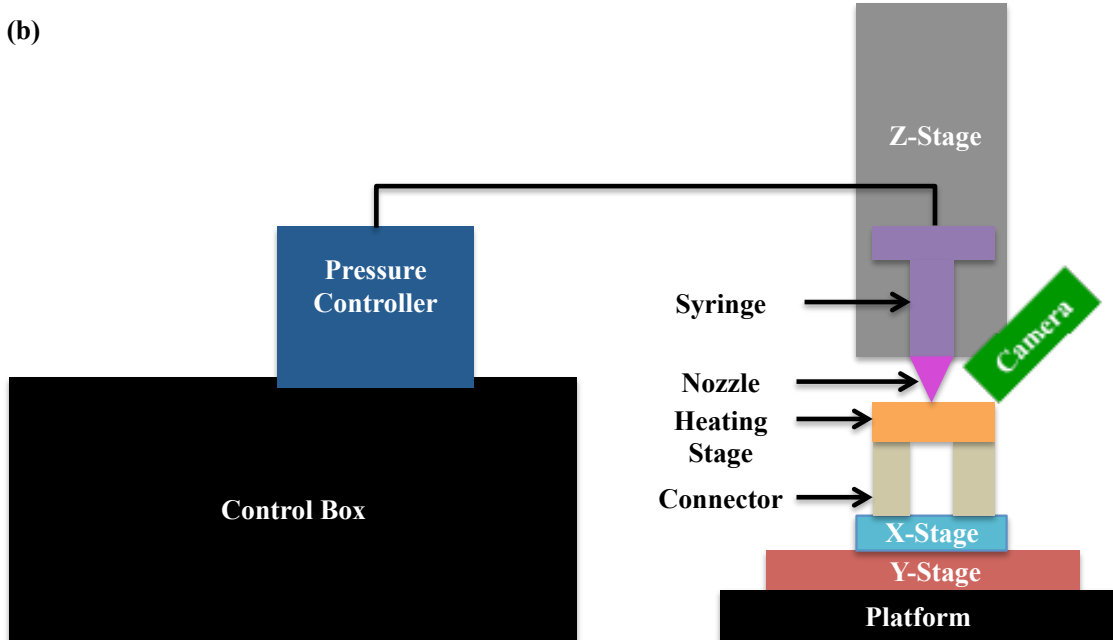 (b)
Z-Stage
Pressure
Controller
Syringe
Camera
Nozzle
Heating
Stage
Connector
Control Box
X-Stage
Y-Stage
Platform